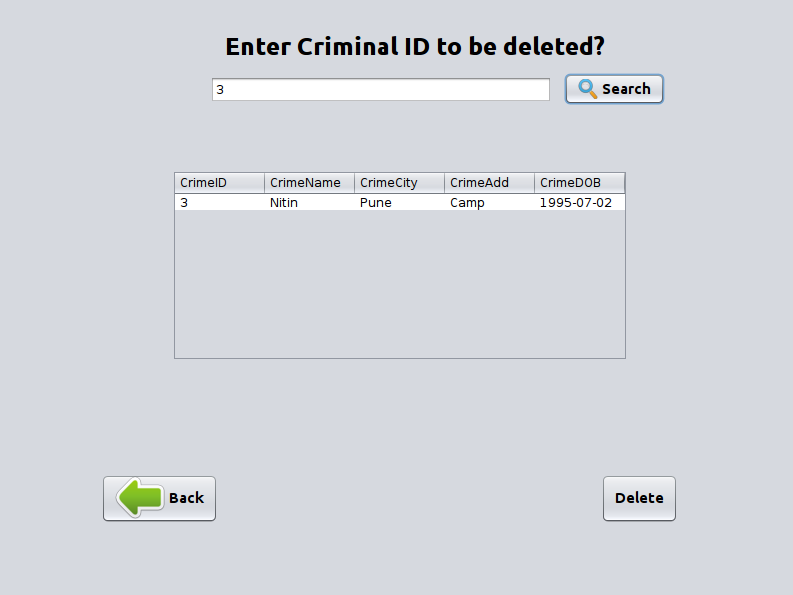 Enter Criminal ID to be deleted?
3 Search
CrimeID CrimeName CrimeCity CrimeAdd CrimeDOB
3 Nitin Pune Camp 1995-07-02
Back Delete